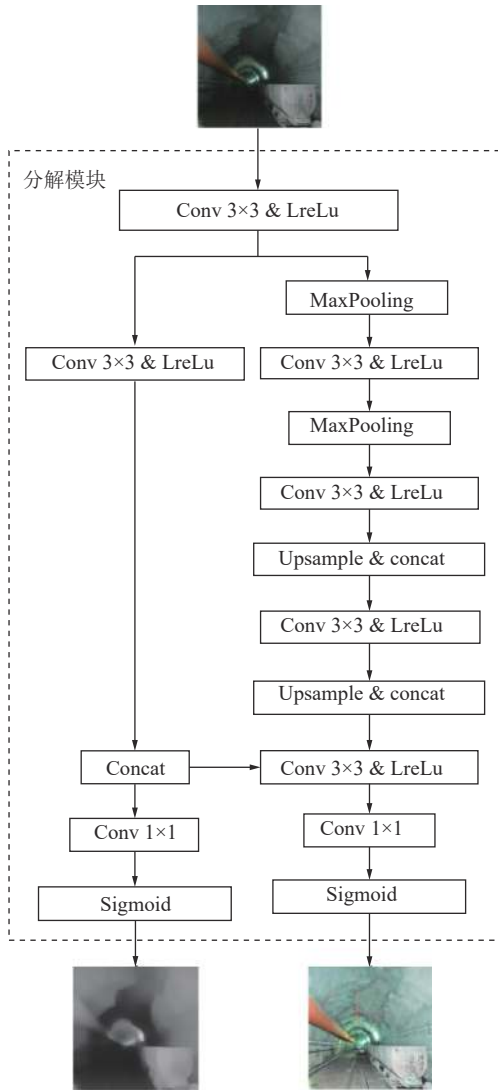 分解模块
Conv 3×3 & LreLu
MaxPooling
Conv 3×3 & LreLu
Conv 3×3 & LreLu
MaxPooling
Conv 3×3 & LreLu
Upsample & concat
Conv 3×3 & LreLu
Upsample & concat
Concat
Conv 3×3 & LreLu
Conv 1×1
Conv 1×1
Sigmoid
Sigmoid